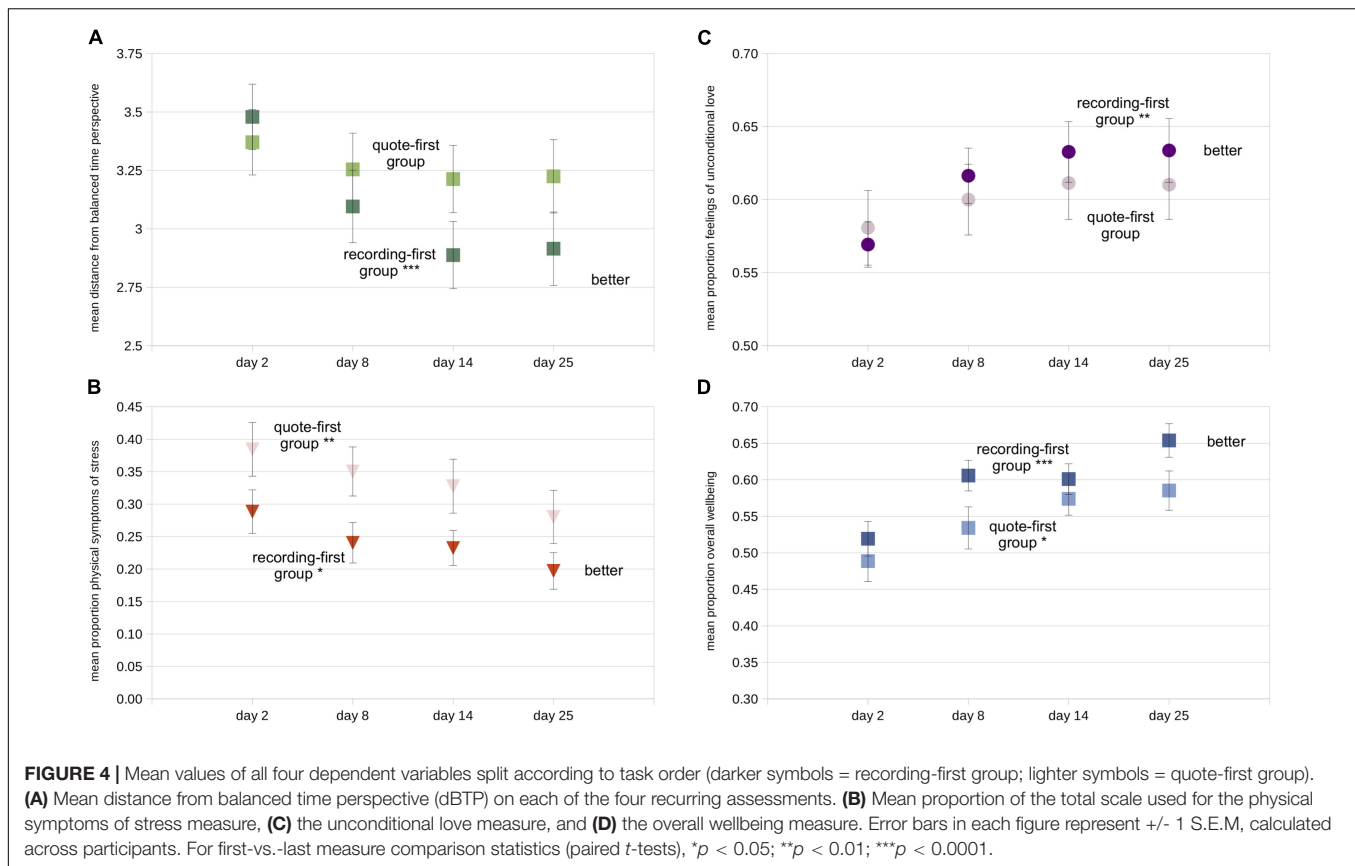 A
mean distance from balanced time perspective
3.75
3.5
3.25
3
2.75
2.5
quote-first
group
recording-first
group ***
better
day 2 day 8 day 14 day 25
C
mean proportion feelings of unconditional love
0.70
0.65
0.60
0.55
0.50
recording-first
group **
better
quote-first
group
day 2 day 8 day 14 day 25
B
mean proportion physical symptoms of stress
0.45
0.40
0.35
0.30
0.25
0.20
0.15
0.10
0.05
0.00
quote-first
group **
recording-first
group *
better
day 2 day 8 day 14 day 25
D
mean proportion overall wellbeing
0.70
0.65
0.60
0.55
0.50
0.45
0.40
0.35
0.30
recording-first
group ***
better
quote-first
group *
day 2 day 8 day 14 day 25
FIGURE 4 | Mean values of all four dependent variables split according to task order (darker symbols = recording-first group; lighter symbols = quote-first group).
(A) Mean distance from balanced time perspective (dBTP) on each of the four recurring assessments. (B) Mean proportion of the total scale used for the physical
symptoms of stress measure, (C) the unconditional love measure, and (D) the overall wellbeing measure. Error bars in each figure represent +/- 1 S.E.M, calculated
across participants. For first-vs.-last measure comparison statistics (paired t-tests), *p < 0.05; **p < 0.01; ***p < 0.0001.